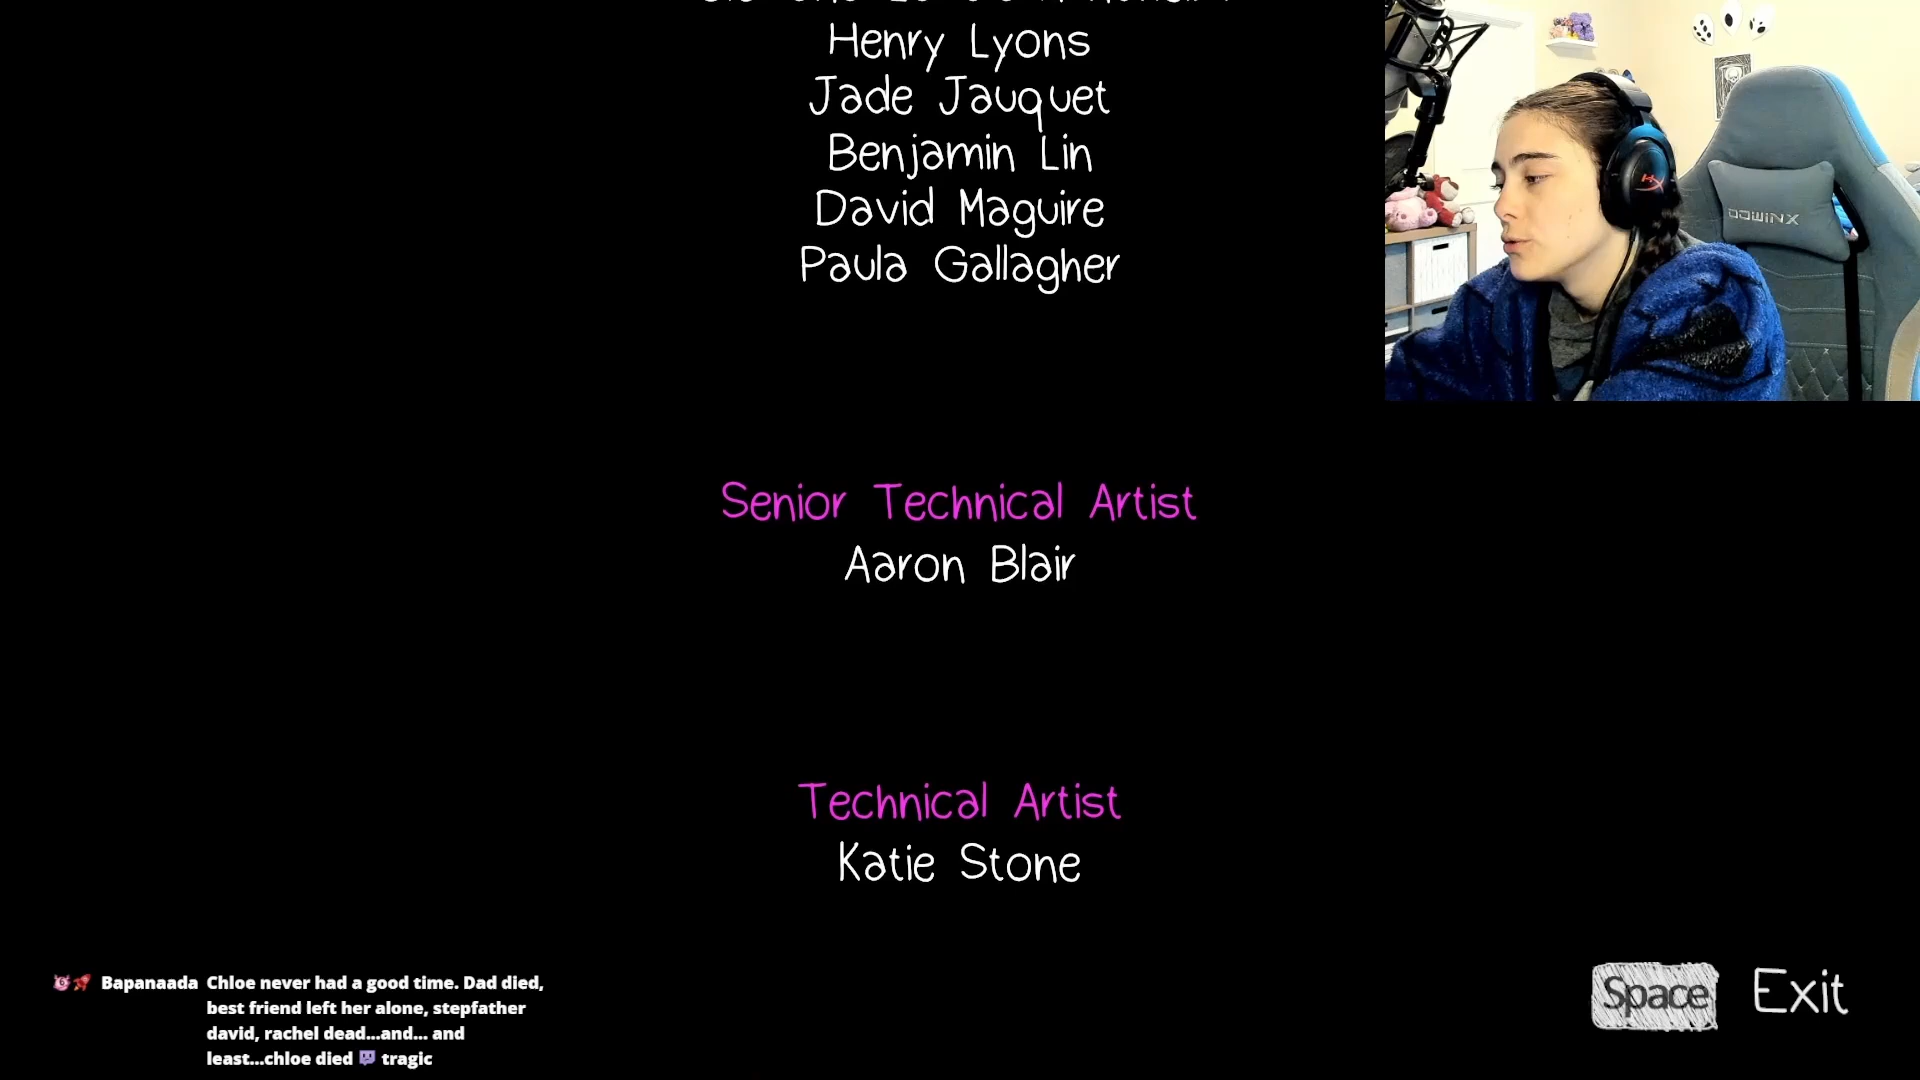 Henry Lyons
Jade Jauquet
Benjamin Lin
David Maguire
Paula Gallagher
DOWINX
Senior Technical Artist
Aaron Blair
Technical Artist
Katie Stone
Bapanaada Chloe never had a good time. Dad died,
best friend left her alone, stepfather
david, rachel dead...and... and
least...chloe died tragic
Space Exit